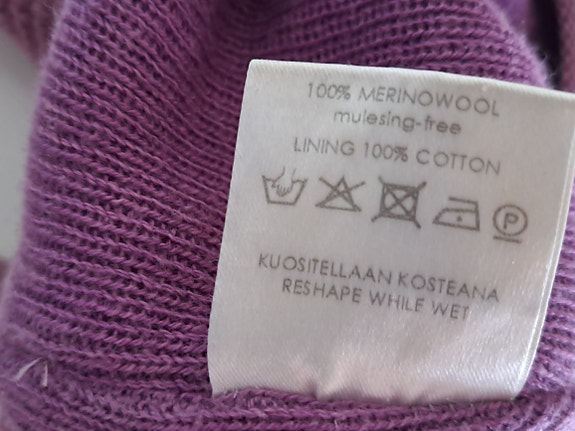 100% MERINOWOOL
mulesing-free
LINING 100% COTTON
P
KUOSITELLAAN KOSTEANA
RESHAPE WHILE WET